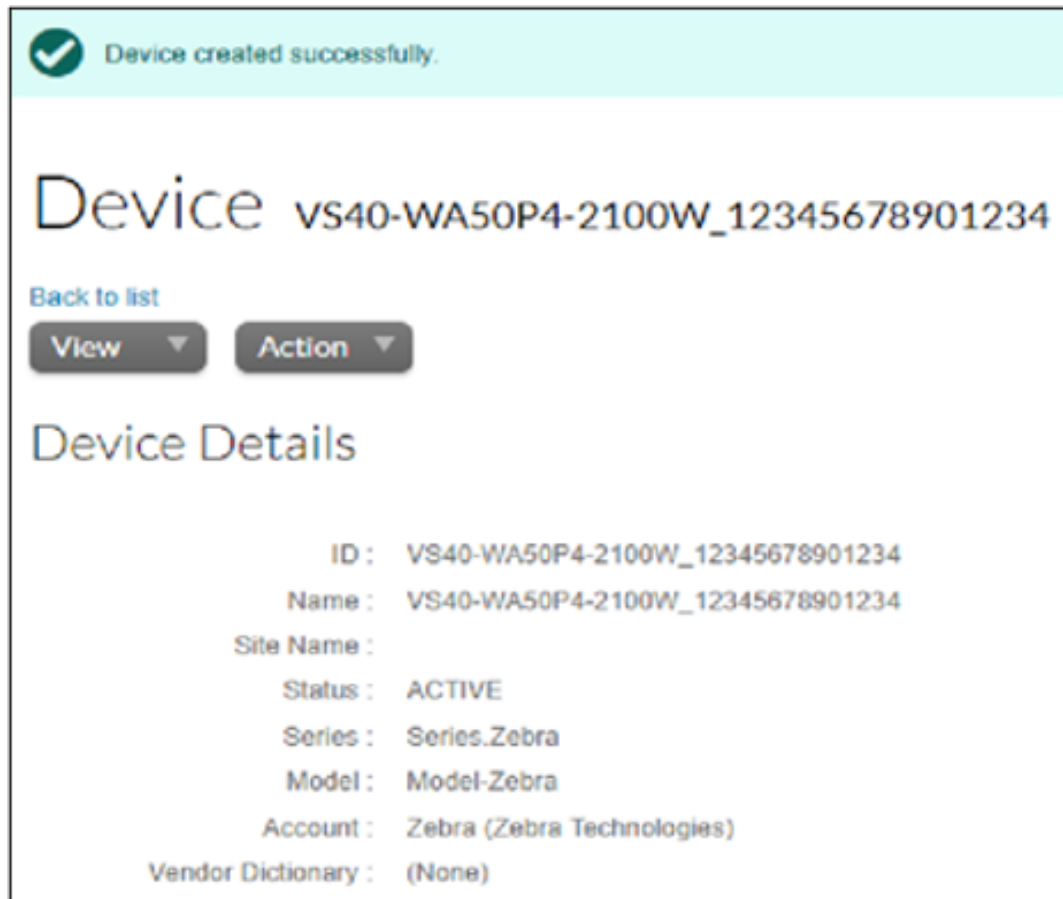 Device created successfully.
Device VS40-WA50P4-2100W_12345678901234
Back to list
View Action
Device Details
ID : VS40-WA50P4-2100W_12345678901234
Name : VS40-WA50P4-2100W_12345678901234
Site Name :
Status : ACTIVE
Series : Series.Zebra
Model : Model-Zebra
Account : Zebra (Zebra Technologies)
Vendor Dictionary : (None)